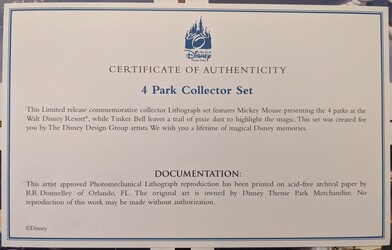 Disney
CERTIFICATE OF AUTHENTICITY
4 Park Collector Set
This Limited release commemorative collector Lithograph set features Mickey Mouse presenting the 4 parks at the
Walt Disney Resort®, while Tinker Bell leaves a trail of pixie dust to highlight the magic. This set was created for
you by The Disney Design Group artists. We wish you a lifetime of magical Disney memories.
DOCUMENTATION:
This artist approved Photomechanical Lithograph reproduction has been printed on acid-free archival paper by
RR Donnelley of Orlando, FL. The original art is owned by Disney Theme Park Merchandise. No
reproduction of this work may be made without authorization.
©Disney